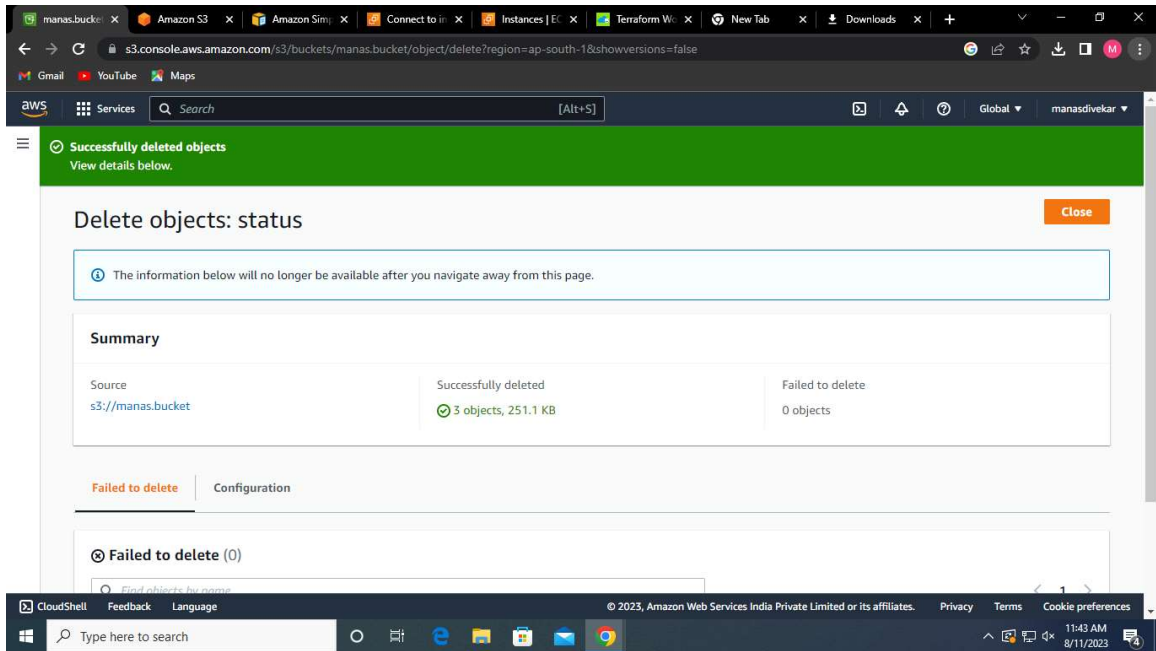 manas.bucket
Amazon S3
Amazon Simp
Connect to in
Instances | EC
Terraform Wo
New Tab
Downloads
s3.console.aws.amazon.com/s3/buckets/manas.bucket/object/delete?region=ap-south-1&showversions=false
M
Gmail
YouTube
Maps
aws
Services
Search
[Alt+S]
Global
manasdivekar
Successfully deleted objects
View details below.
Delete objects: status
Close
The information below will no longer be available after you navigate away from this page.
Summary
Source
Successfully deleted
Failed to delete
s3://manas.bucket
3 objects, 251.1 KB
0 objects
Failed to delete
Configuration
Failed to delete (0)
Find objects by name
1
CloudShell
Feedback
Language
© 2023, Amazon Web Services India Private Limited or its affiliates.
Privacy
Terms
Cookie preferences
Type here to search
11:43 AM
8/11/2023
4